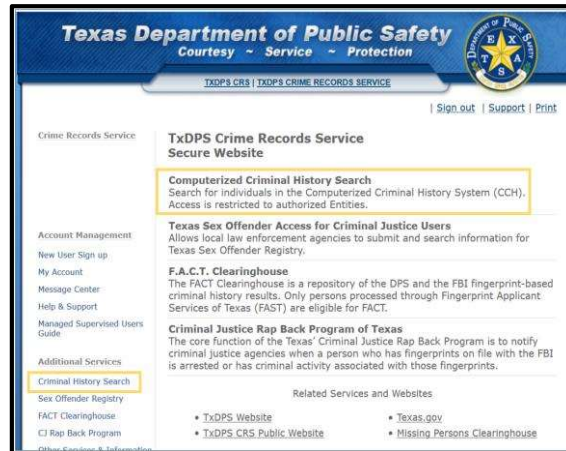 Texas Department of Public Safety
Courtesy ~ Service ~ Protection
DEPARTMENT OF PUBLIC SAFETY
TEXAS
TXDPS CRS | TXDPS CRIME RECORDS SERVICE
| Sign out | Support | Print
Crime Records Service
TxDPS Crime Records Service
Secure Website
Computerized Criminal History Search
Search for individuals in the Computerized Criminal History System (CCH).
Access is restricted to authorized Entities.
Texas Sex Offender Access for Criminal Justice Users
Allows local law enforcement agencies to submit and search information for
Texas Sex Offender Registry.
F.A.C.T. Clearinghouse
The FACT Clearinghouse is a repository of the DPS and the FBI fingerprint-based
criminal history results. Only persons processed through Fingerprint Applicant
Services of Texas (FAST) are eligible for FACT.
Criminal Justice Rap Back Program of Texas
The core function of the Texas' Criminal Justice Rap Back Program is to notify
criminal justice agencies when a person who has fingerprints on file with the FBI
is arrested or has criminal activity associated with those fingerprints.
Related Services and Websites
• TxDPS Website
• Texas.gov
• TxDPS CRS Public Website
• Missing Persons Clearinghouse
Account Management
New User Sign up
My Account
Message Center
Help & Support
Managed Supervised Users
Guide
Additional Services
Criminal History Search
Sex Offender Registry
FACT Clearinghouse
CJ Rap Back Program
Other Services & Information